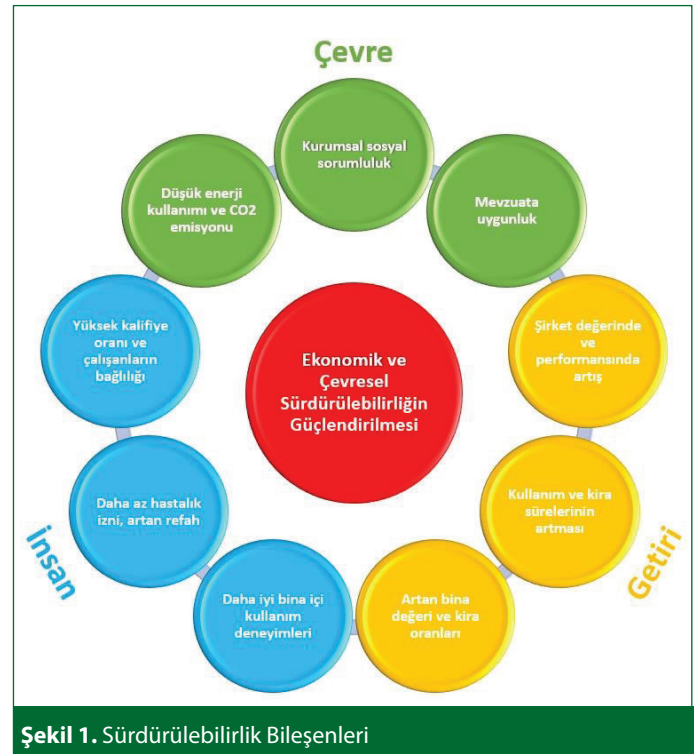 Çevre
Kurumsal sosyal
sorumluluk
Mevzuata
uygunluk
Şirket değerinde
ve
performansında
artış
Kullanım ve kira
sürelerinin
artması
Getiri
Artan bina
değeri ve kira
oranları
Daha iyi bina içi
kullanım
deneyimleri
İnsan
Daha az hastalık
izni, artan refah
Yüksek kalifiye
oranı ve
çalışanların
bağlılığı
Düşük enerji
kullanımı ve CO2
emisyonu
Ekonomik ve
Çevresel
Sürdürülebilirliğin
Güçlendirilmesi
Şekil 1. Sürdürülebilirlik Bileşenleri